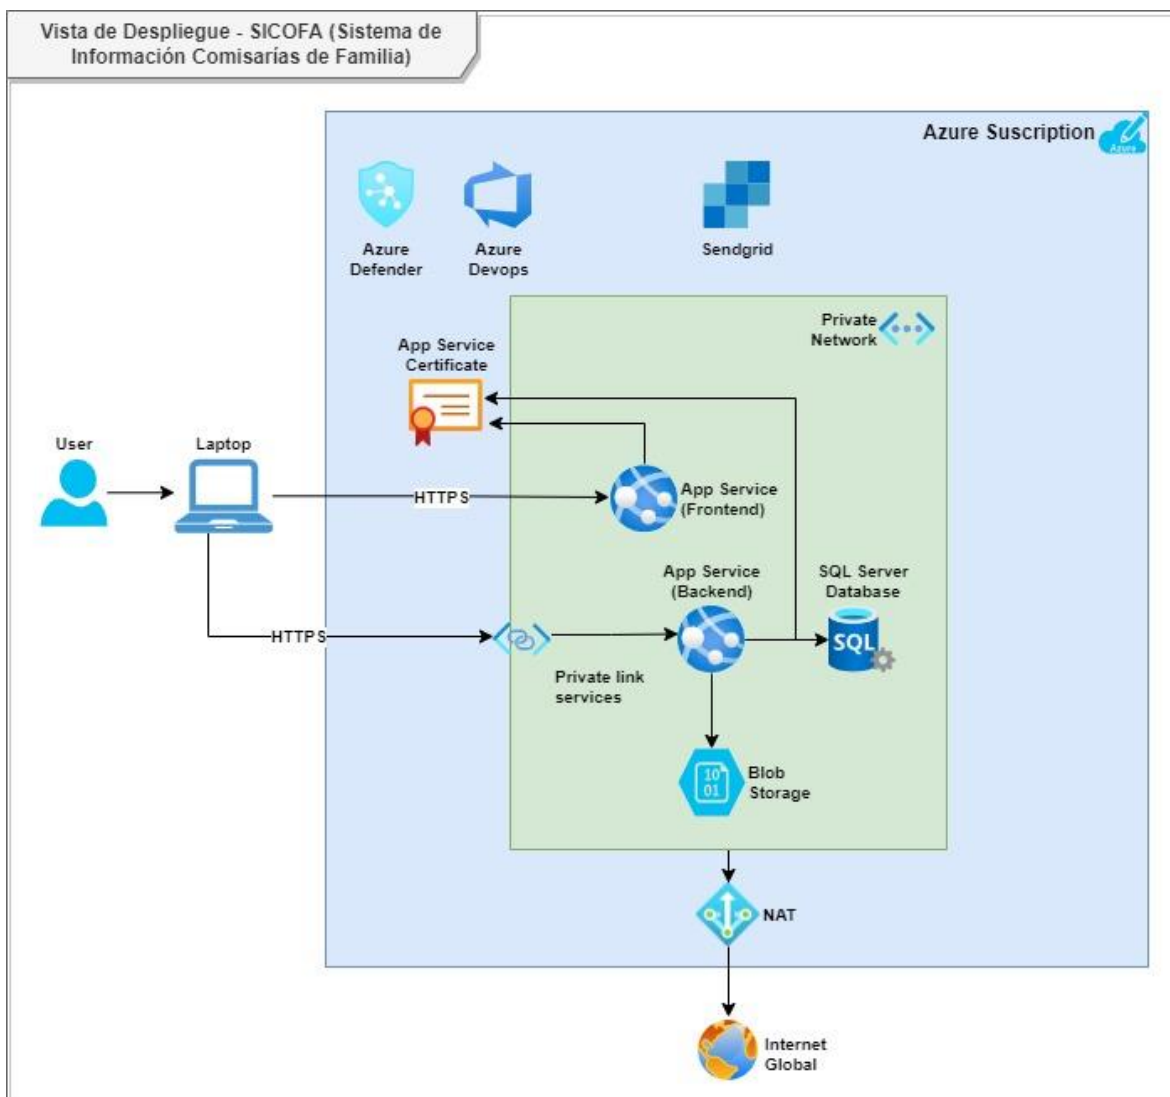 Vista de Despliegue - SICOFA (Sistema de
Información Comisarías de Familia)
Azure Suscription
Azure
Azure
Defender
Azure
Devops
Sendgrid
Private
Network
App Service
Certificate
User
Laptop
HTTPS
App Service
(Frontend)
App Service
(Backend)
SQL Server
Database
HTTPS
SQL
Private link
services
10
01
Blob
Storage
NAT
Internet
Global